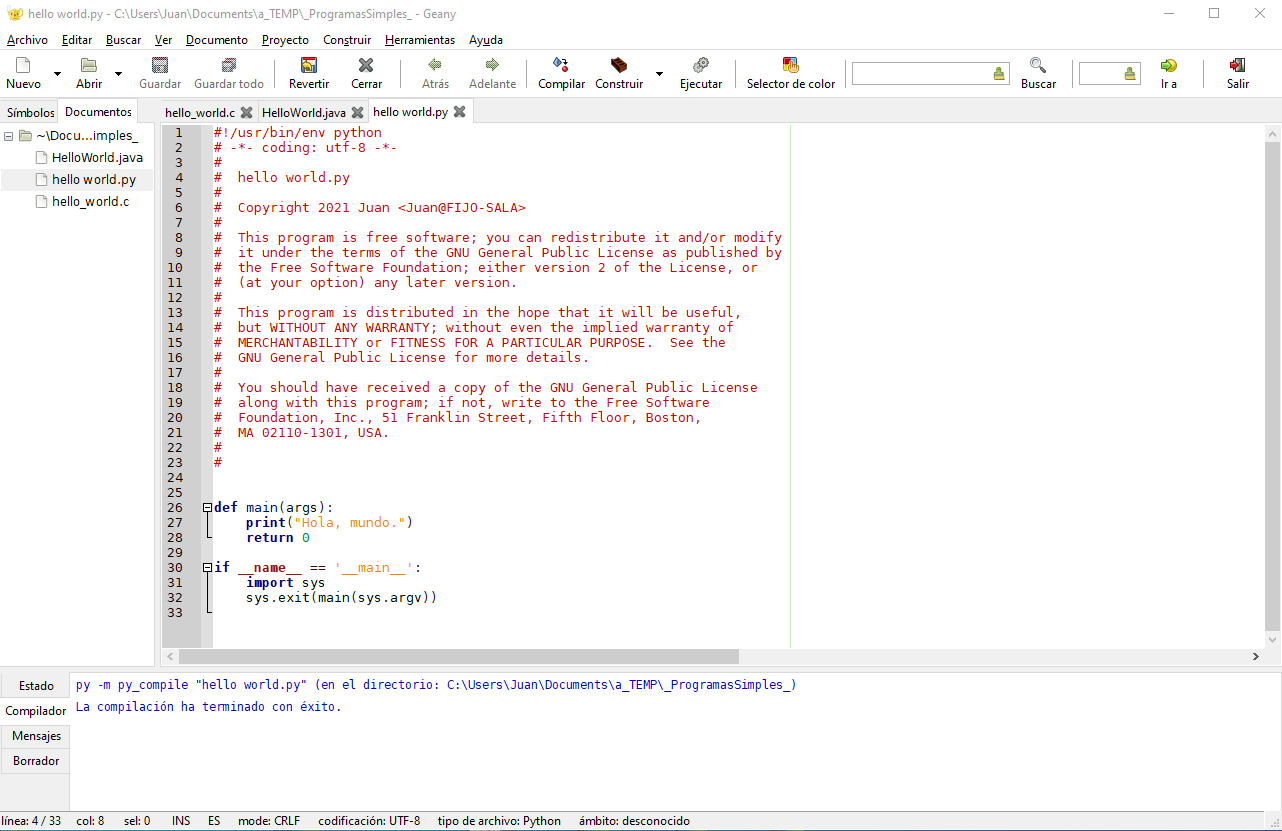 hello world.py - C:\Users\Juan\Documents\a_TEMP\_ProgramasSimples_ - Geany
Archivo Editar Buscar Ver Documento Proyecto Construir Herramientas Ayuda
Nuevo Abrir Guardar Guardar todo Revertir Cerrar Atrás Adelante Compilar Construir Ejecutar Selector de color Buscar Ir a Salir
Símbolos Documentos
hello_world.c HelloWorld.java hello world.py
~\Docu...imples_
HelloWorld.java
hello world.py
hello_world.c
1 #!/usr/bin/env python
2 # -*- coding: utf-8 -*-
3 #
4 #  hello world.py
5 #
6 #  Copyright 2021 Juan <Juan@FIJO-SALA>
7 #
8 #  This program is free software; you can redistribute it and/or modify
9 #  it under the terms of the GNU General Public License as published by
10 #  the Free Software Foundation; either version 2 of the License, or
11 #  (at your option) any later version.
12 #
13 #  This program is distributed in the hope that it will be useful,
14 #  but WITHOUT ANY WARRANTY; without even the implied warranty of
15 #  MERCHANTABILITY or FITNESS FOR A PARTICULAR PURPOSE.  See the
16 #  GNU General Public License for more details.
17 #
18 #  You should have received a copy of the GNU General Public License
19 #  along with this program; if not, write to the Free Software
20 #  Foundation, Inc., 51 Franklin Street, Fifth Floor, Boston,
21 #  MA 02110-1301, USA.
22 #
23 #
24
25
26 def main(args):
27     print("Hola, mundo.")
28     return 0
29
30 if __name__ == '__main__':
31     import sys
32     sys.exit(main(sys.argv))
33
Estado
Compilador
Mensajes
Borrador
py -m py_compile "hello world.py" (en el directorio: C:\Users\Juan\Documents\a_TEMP\_ProgramasSimples_)
La compilación ha terminado con éxito.
línea: 4 / 33 col: 8 sel: 0 INS ES mode: CRLF codificación: UTF-8 tipo de archivo: Python ámbito: desconocido